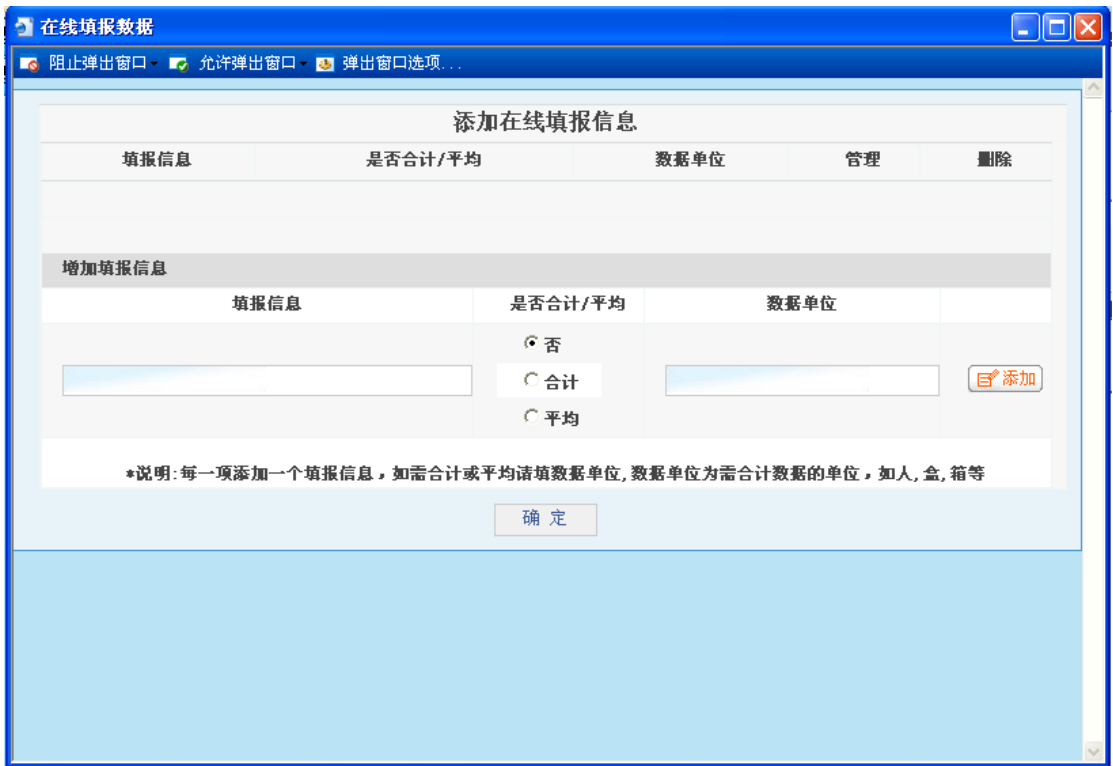 在线填报数据
阻止弹出窗口 允许弹出窗口 弹出窗口选项...
添加在线填报信息
填报信息 是否合计/平均 数据单位 管理 删除
增加填报信息
填报信息 是否合计/平均 数据单位
否
合计 添加
平均
*说明:每一项添加一个填报信息，如需合计或平均请填数据单位,数据单位为需合计数据的单位，如人,盒,箱等
确 定